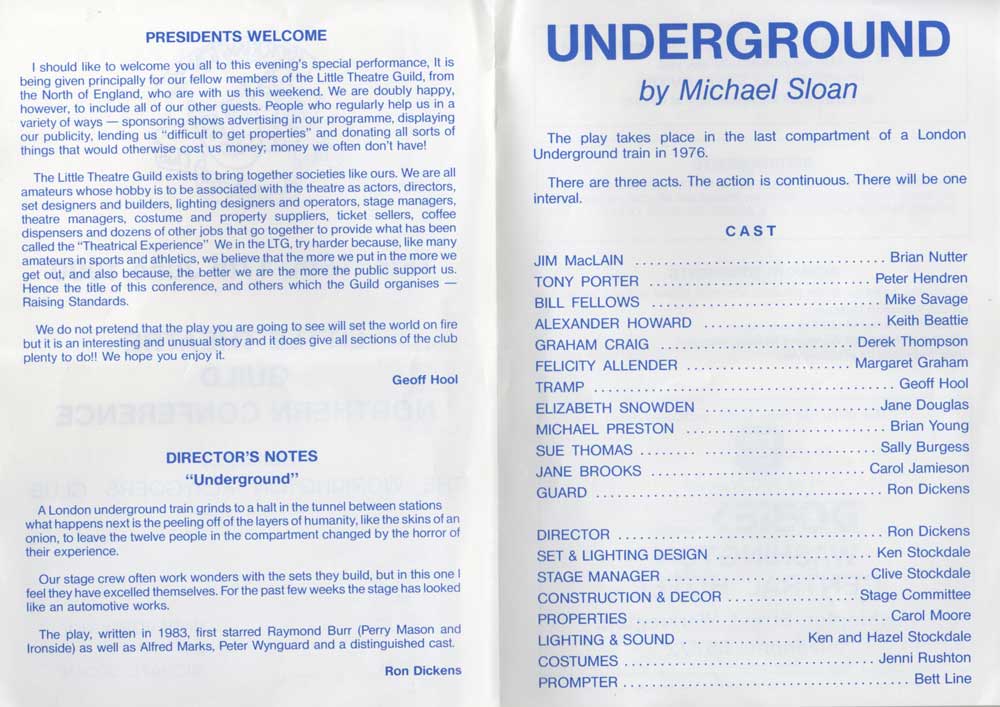 PRESIDENTS WELCOME
I should like to welcome you all to this evening's special performance, It is
being given principally for our fellow members of the Little Theatre Guild, from
the North of England, who are with us this weekend. We are doubly happy,
however, to include all of our other guests. People who regularly help us in a
variety of ways — sponsoring shows advertising in our programme, displaying
our publicity, lending us "difficult to get properties" and donating all sorts of
things that would otherwise cost us money; money we often don't have!
The Little Theatre Guild exists to bring together societies like ours. We are all
amateurs whose hobby is to be associated with the theatre as actors, directors,
set designers and builders, lighting designers and operators, stage managers,
theatre managers, costume and property suppliers, ticket sellers, coffee
dispensers and dozens of other jobs that go together to provide what has been
called the "Theatrical Experience" We in the LTG, try harder because, like many
amateurs in sports and athletics, we believe that the more we put in the more we
get out, and also because, the better we are the more the public support us.
Hence the title of this conference, and others which the Guild organises —
Raising Standards.
We do not pretend that the play you are going to see will set the world on fire
but it is an interesting and unusual story and it does give all sections of the club
plenty to do!! We hope you enjoy it.
Geoff Hool
DIRECTOR'S NOTES
"Underground"
A London underground train grinds to a halt in the tunnel between stations
what happens next is the peeling off of the layers of humanity, like the skins of an
onion, to leave the twelve people in the compartment changed by the horror of
their experience.
Our stage crew often work wonders with the sets they build, but in this one I
feel they have excelled themselves. For the past few weeks the stage has looked
like an automotive works.
The play, written in 1983, first starred Raymond Burr (Perry Mason and
Ironside) as well as Alfred Marks, Peter Wynguard and a distinguished cast.
Ron Dickens
UNDERGROUND
by Michael Sloan
The play takes place in the last compartment of a London
Underground train in 1976.
There are three acts. The action is continuous. There will be one
interval.
CAST
JIM MacLAIN ........ Brian Nutter
TONY PORTER ........ Peter Hendren
BILL FELLOWS ........ Mike Savage
ALEXANDER HOWARD ........ Keith Beattie
GRAHAM CRAIG ........ Derek Thompson
FELICITY ALLENDER ........ Margaret Graham
TRAMP ........ Geoff Hool
ELIZABETH SNOWDEN ........ Jane Douglas
MICHAEL PRESTON ........ Brian Young
SUE THOMAS ........ Sally Burgess
JANE BROOKS ........ Carol Jamieson
GUARD ........ Ron Dickens
DIRECTOR ........ Ron Dickens
SET & LIGHTING DESIGN ........ Ken Stockdale
STAGE MANAGER ........ Clive Stockdale
CONSTRUCTION & DECOR ........ Stage Committee
PROPERTIES ........ Carol Moore
LIGHTING & SOUND ........ Ken and Hazel Stockdale
COSTUMES ........ Jenni Rushton
PROMPTER ........ Bett Line